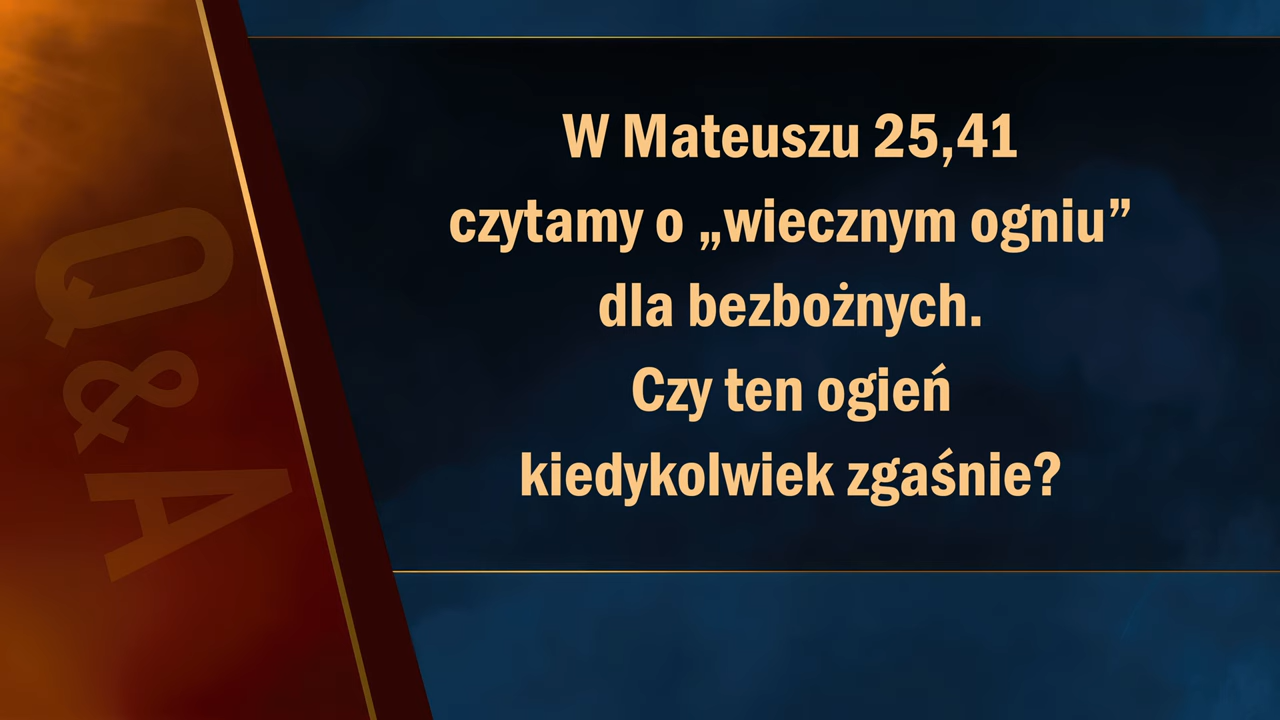 Q&A
W Mateuszu 25,41
czytamy o „wiecznym ogniu”
dla bezbożnych.
Czy ten ogień
kiedykolwiek zgaśnie?